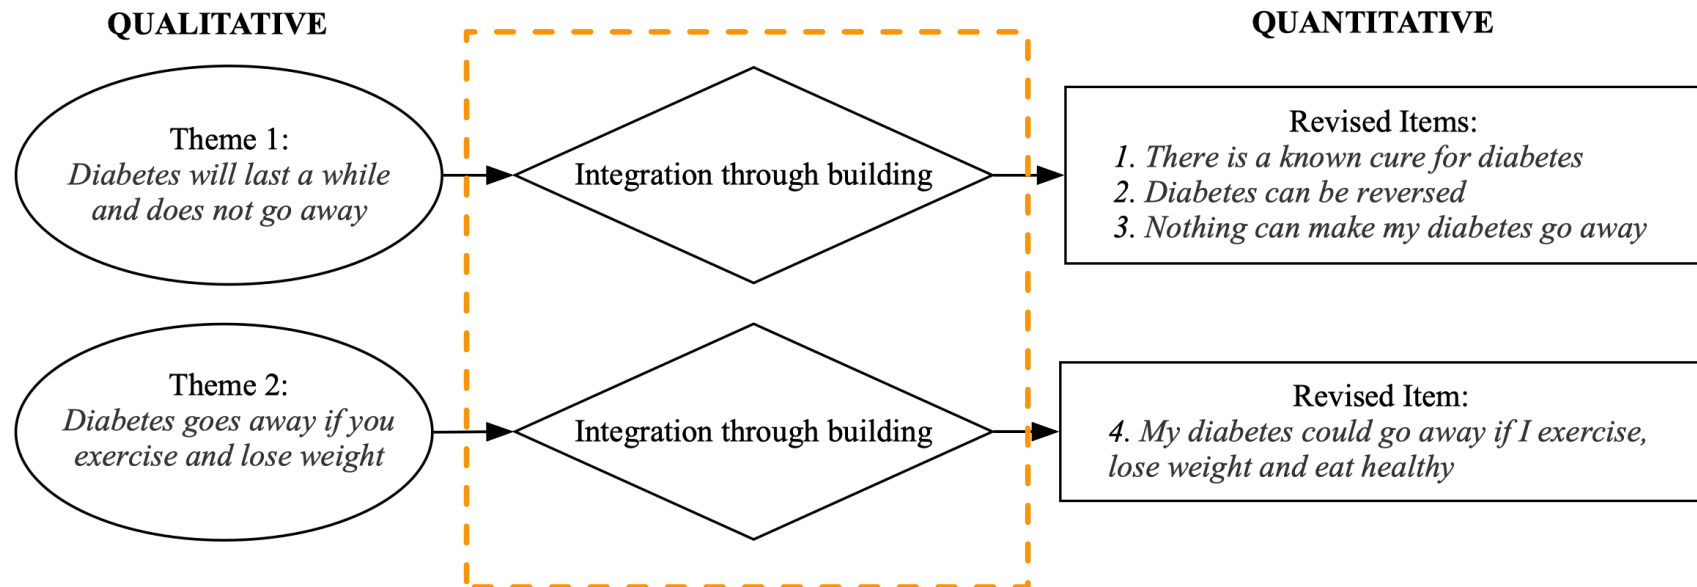 QUALITATIVE
QUANTITATIVE
Theme 1:
Diabetes will last a while
and does not go away
Integration through building
Revised Items:
1. There is a known cure for diabetes
2. Diabetes can be reversed
3. Nothing can make my diabetes go away
Theme 2:
Diabetes goes away if you
exercise and lose weight
Integration through building
Revised Item:
4. My diabetes could go away if I exercise,
lose weight and eat healthy